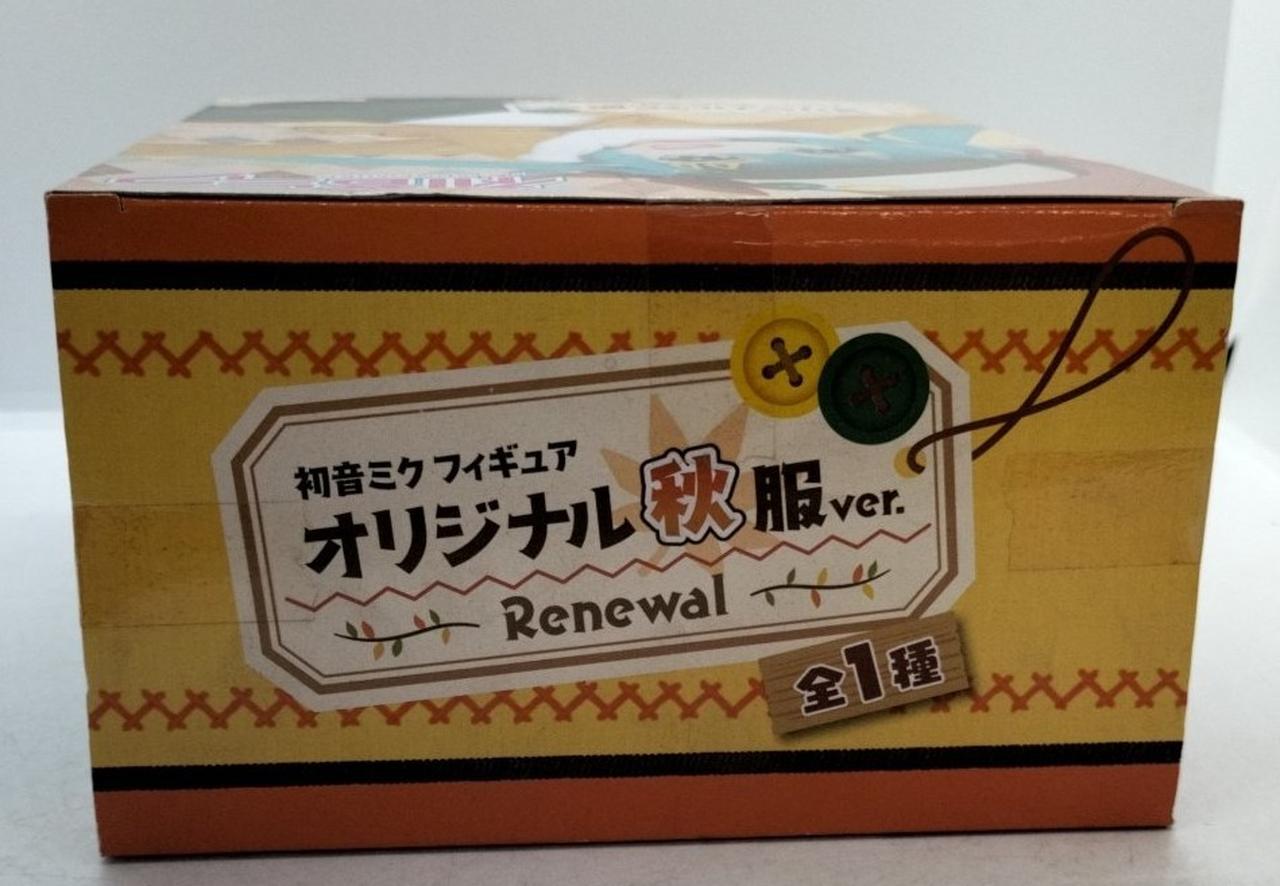 初音ミク フィギュア
オリジナル秋服ver.
Renewal
全1種